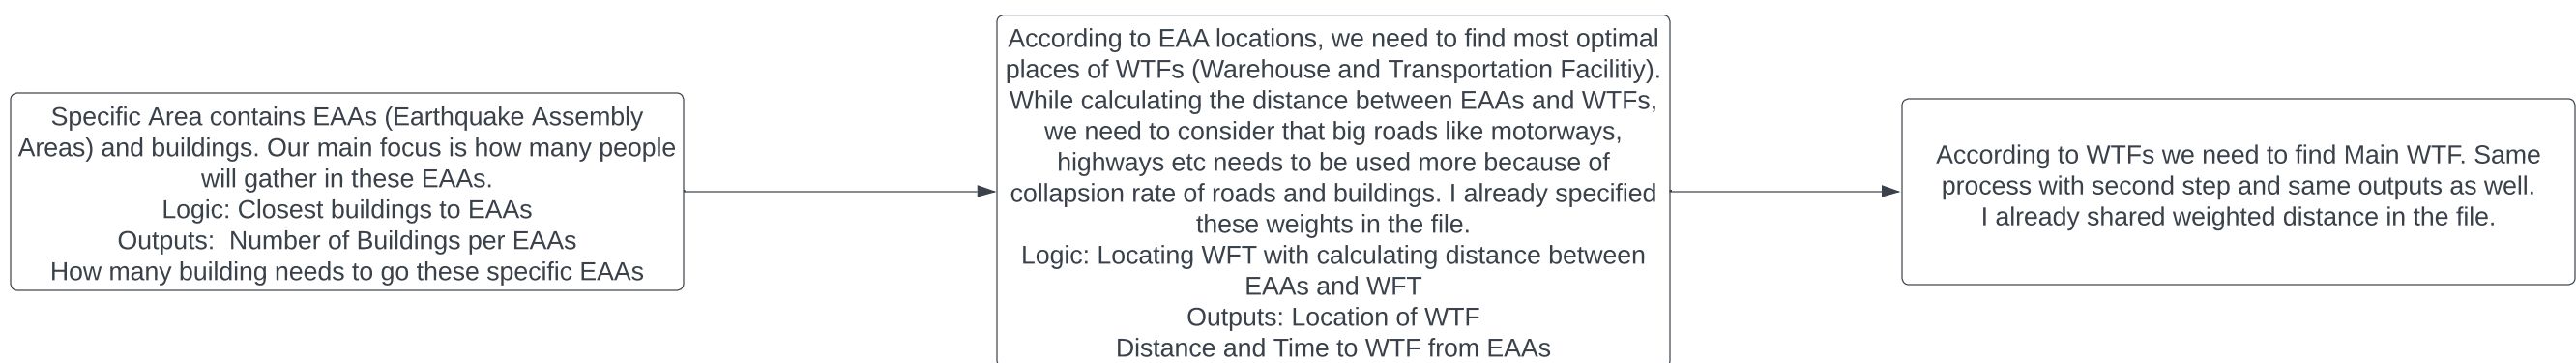 Specific Area contains EAAs (Earthquake Assembly
Areas) and buildings. Our main focus is how many people
will gather in these EAAs.
Logic: Closest buildings to EAAs
Outputs:  Number of Buildings per EAAs
How many building needs to go these specific EAAs
According to EAA locations, we need to find most optimal
places of WTFs (Warehouse and Transportation Facilitiy).
While calculating the distance between EAAs and WTFs,
we need to consider that big roads like motorways,
highways etc needs to be used more because of
collapsion rate of roads and buildings. I already specified
these weights in the file.
Logic: Locating WFT with calculating distance between
EAAs and WFT
Outputs: Location of WTF
Distance and Time to WTF from EAAs
According to WTFs we need to find Main WTF. Same
process with second step and same outputs as well.
I already shared weighted distance in the file.